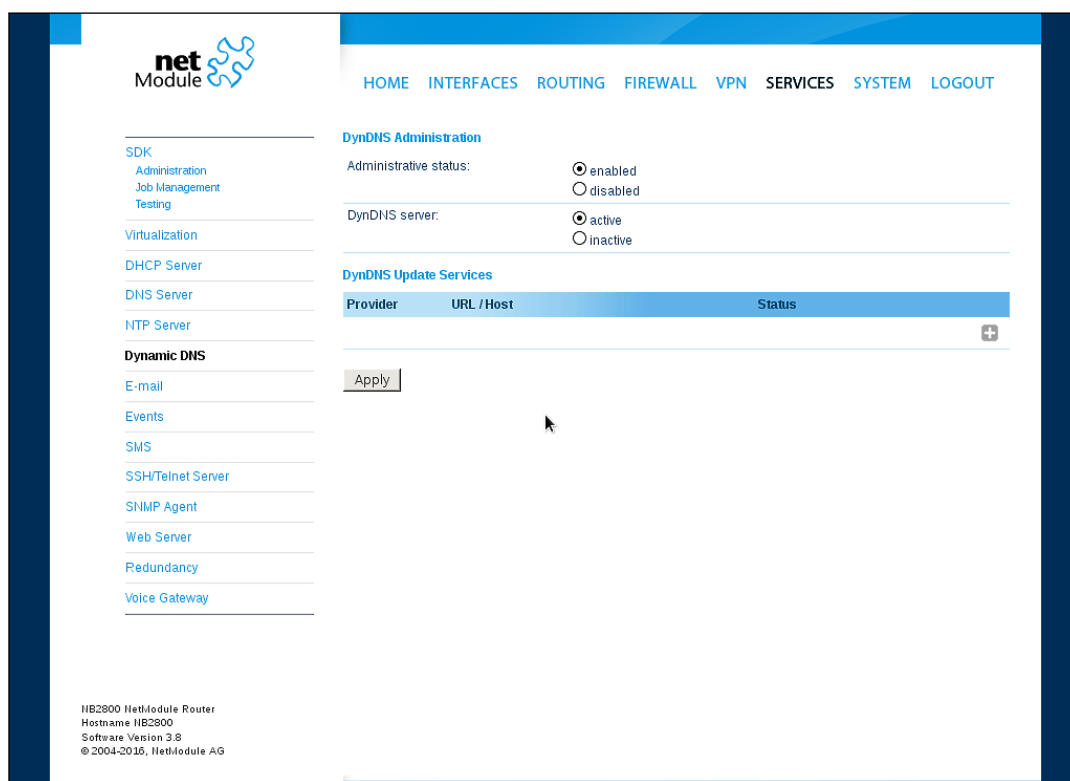 net
Module
HOME INTERFACES ROUTING FIREWALL VPN SERVICES SYSTEM LOGOUT
SDK
Administration
Job Management
Testing
Virtualization
DHCP Server
DNS Server
NTP Server
Dynamic DNS
E-mail
Events
SMS
SSH/Telnet Server
SNMP Agent
Web Server
Redundancy
Voice Gateway
DynDNS Administration
Administrative status:
enabled
disabled
DynDNS server:
active
inactive
DynDNS Update Services
Provider URL / Host Status
Apply
NB2800 NetModule Router
Hostname NB2800
Software Version 3.8
© 2004-2016, NetModule AG